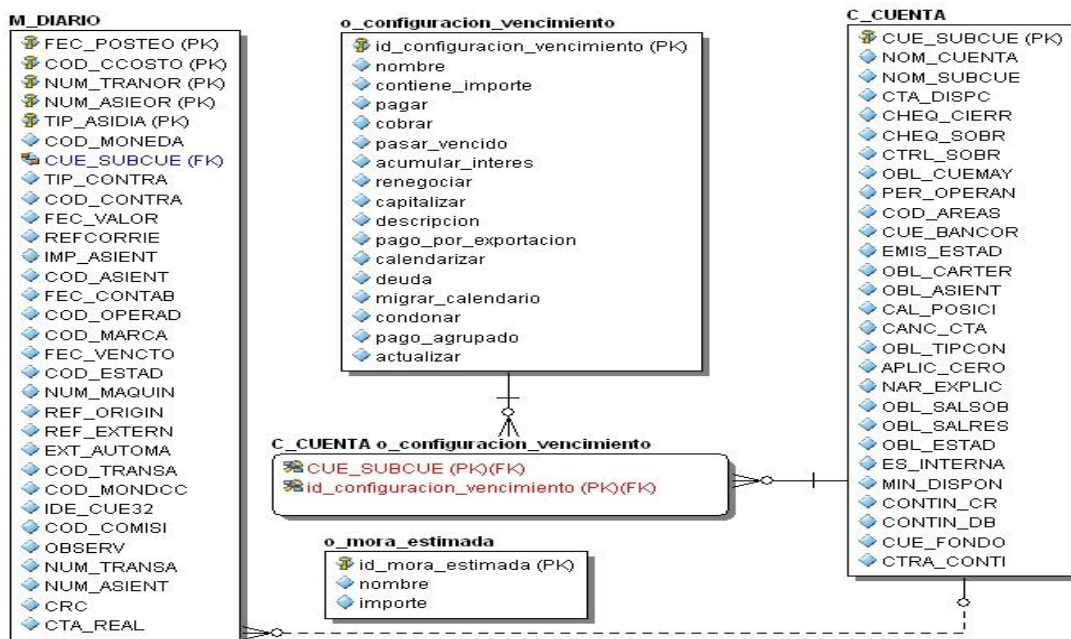 M_DIARIO
FEC_POSTEO (PK)
COD_CCOSTO (PK)
NUM_TRANOR (PK)
NUM_ASIEOR (PK)
TIP_ASIDIA (PK)
COD_MONEDA
CUE_SUBCUE (FK)
TIP_CONTRA
COD_CONTRA
FEC_VALOR
REFCORRIE
IMP_ASIENT
COD_ASIENT
FEC_CONTAB
COD_OPERAD
COD_MARCA
FEC_VENCTO
COD_ESTAD
NUM_MAQUIN
REF_ORIGIN
REF_EXTERN
EXT_AUTOMA
COD_TRANSA
COD_MONDCC
IDE_CUE32
COD_COMISI
OBSERV
NUM_TRANSA
NUM_ASIENT
CRC
CTA_REAL
o_configuracion_vencimiento
id_configuracion_vencimiento (PK)
nombre
contiene_importe
pagar
cobrar
pasar_vencido
acumular_interes
renegociar
capitalizar
descripcion
pago_por_exportacion
calendarizar
deuda
migrar_calendario
condonar
pago_agrupado
actualizar
C_CUENTA o_configuracion_vencimiento
CUE_SUBCUE (PK)(FK)
id_configuracion_vencimiento (PK)(FK)
o_mora_estimada
id_mora_estimada (PK)
nombre
importe
C_CUENTA
CUE_SUBCUE (PK)
NOM_CUENTA
NOM_SUBCUE
CTA_DISPC
CHEQ_CIERR
CHEQ_SOBR
CTRL_SOBR
OBL_CUEMAY
PER_OPERAN
COD_AREAS
CUE_BANCOR
EMIS_ESTAD
OBL_CARTER
OBL_ASIENT
CAL_POSICI
CANC_CTA
OBL_TIPCON
APLIC_CERO
NAR_EXPLIC
OBL_SALSOB
OBL_SALRES
OBL_ESTAD
ES_INTERNA
MIN_DISPON
CONTIN_CR
CONTIN_DB
CUE_FONDO
CTRA_CONTI